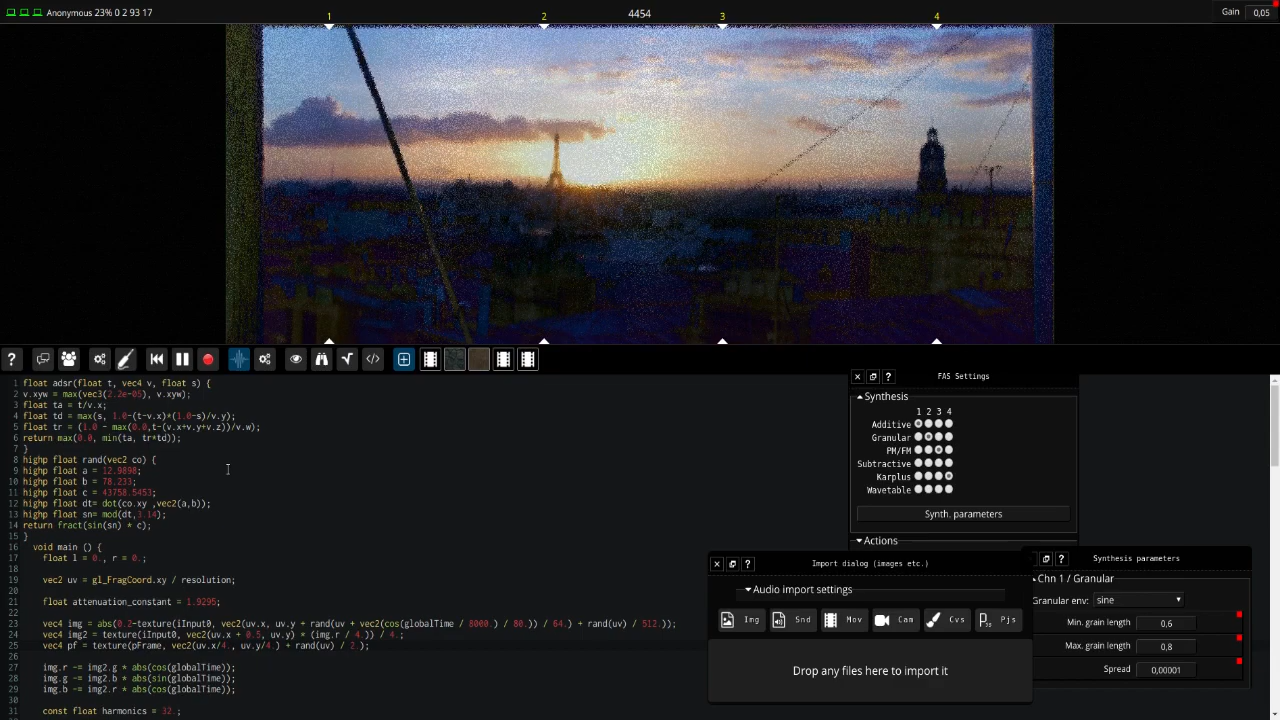 Anonymous 23% 0 2 93 17
1
2
4454
3
4
Gain 0,05
?
1 float adsr(float t, vec4 v, float s) {
2 v.xyw = max(vec3(2.2e-05), v.xyw);
3 float ta = t/v.x;
4 float td = max(s, 1.0-(t-v.x)*(1.0-s)/v.y);
5 float tr = (1.0 - max(0.0,t-(v.x+v.y+v.z))/v.w);
6 return max(0.0, min(ta, tr*td));
7 }
8 highp float rand(vec2 co) {
9 highp float a = 12.9898;
10 highp float b = 78.233;
11 highp float c = 43758.5453;
12 highp float dt= dot(co.xy ,vec2(a,b));
13 highp float sn= mod(dt,3.14);
14 return fract(sin(sn) * c);
15 }
16 void main () {
17 float l = 0., r = 0.;
18
19 vec2 uv = gl_FragCoord.xy / resolution;
20
21 float attenuation_constant = 1.9295;
22
23 vec4 img = abs(0.2-texture(iInput0, vec2(uv.x, uv.y + rand(uv + vec2(cos(globalTime / 8000.) / 80.)) / 64.) + rand(uv) / 512.));
24 vec4 img2 = texture(iInput0, vec2(uv.x + 0.5, uv.y) * (img.r / 4.)) / 4.;
25 vec4 pf = texture(pFrame, vec2(uv.x/4., uv.y/4.) + rand(uv) / 2.);
26
27 img.r -= img2.g * abs(cos(globalTime));
28 img.g -= img2.b * abs(sin(globalTime));
29 img.b -= img2.r * abs(cos(globalTime));
30
31 const float harmonics = 32.;
? FAS Settings
Synthesis
1 2 3 4
Additive
Granular
PM/FM
Subtractive
Karplus
Wavetable
Synth. parameters
Actions
? Import dialog (images etc.)
Audio import settings
Img Snd Mov Cam Cvs Pjs
Drop any files here to import it
? Synthesis parameters
Chn 1 / Granular
Granular env: sine
Min. grain length 0,6
Max. grain length 0,8
Spread 0,00001